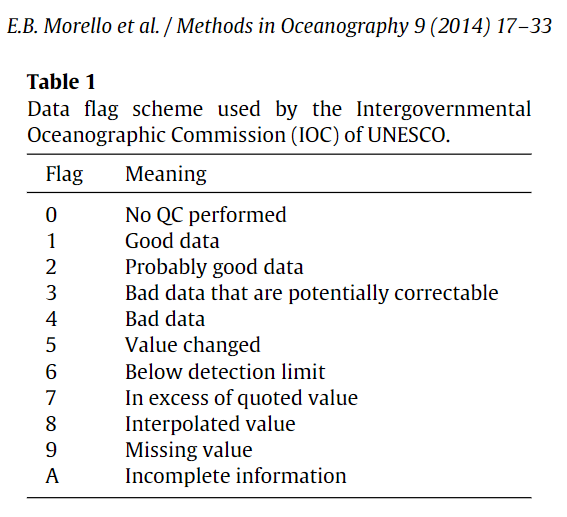 E.B. Morello et al. / Methods in Oceanography 9 (2014) 17–33
Table 1
Data flag scheme used by the Intergovernmental
Oceanographic Commission (IOC) of UNESCO.
Flag Meaning
0 No QC performed
1 Good data
2 Probably good data
3 Bad data that are potentially correctable
4 Bad data
5 Value changed
6 Below detection limit
7 In excess of quoted value
8 Interpolated value
9 Missing value
A Incomplete information